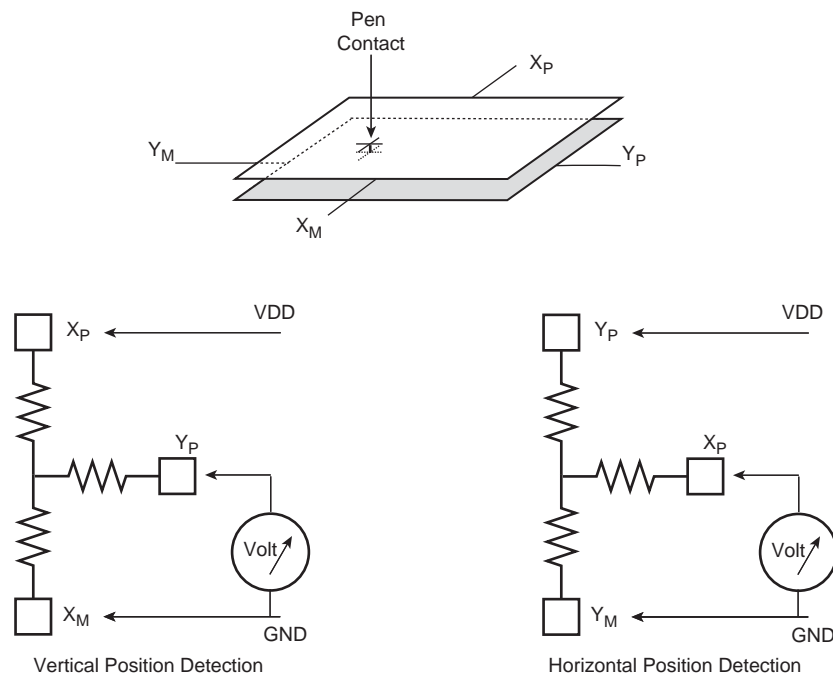 Pen
Contact
X_P
Y_M
Y_P
X_M
X_P
VDD
Y_P
Volt
X_M
GND
Vertical Position Detection
Y_P
VDD
X_P
Volt
Y_M
GND
Horizontal Position Detection